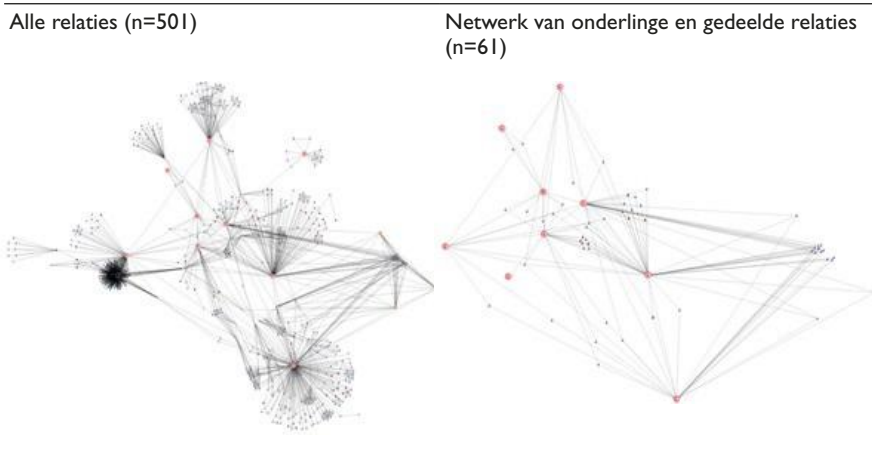 Alle relaties (n=501)
Netwerk van onderlinge en gedeelde relaties
(n=61)